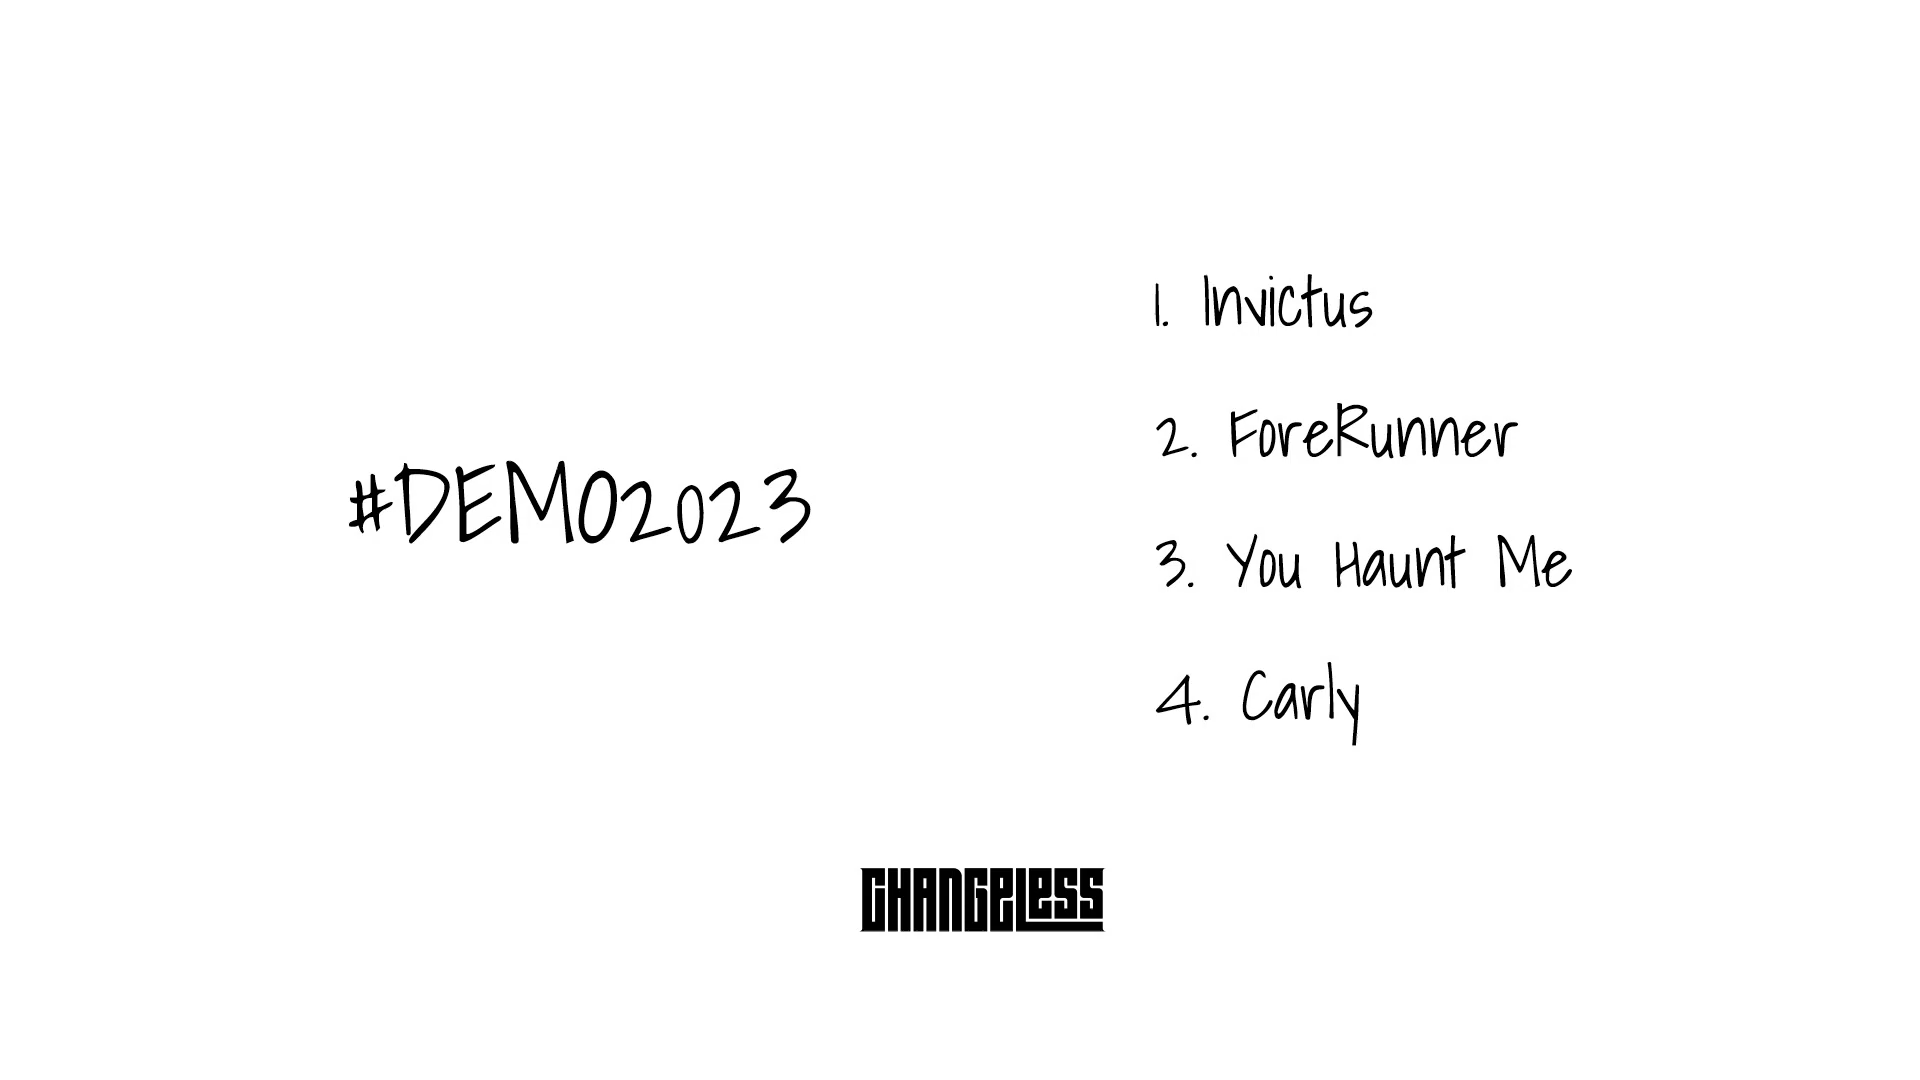 #DEMO2023
1. Invictus
2. ForeRunner
3. You Haunt Me
4. Carly
CHANGELESS